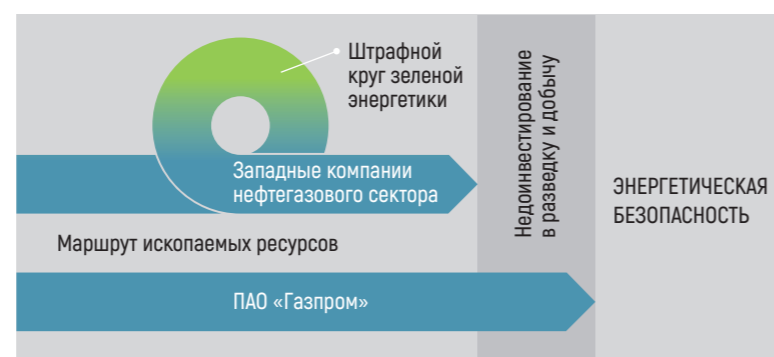 Штрафной
круг зеленой
энергетики
Западные компании
нефтегазового сектора
Недоинвестирование
в разведку и добычу
ЭНЕРГЕТИЧЕСКАЯ
БЕЗОПАСНОСТЬ
Маршрут ископаемых ресурсов
ПАО «Газпром»